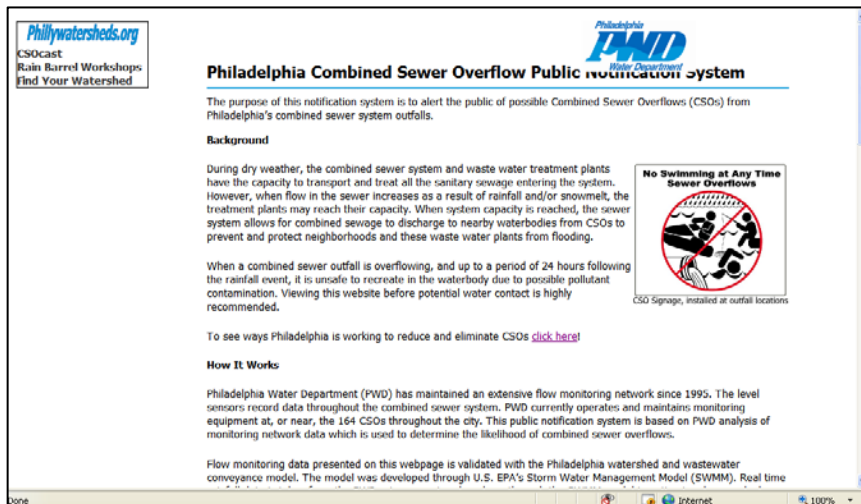 Phillywatersheds.org
CSOcast
Rain Barrel Workshops
Find Your Watershed
Philadelphia
PWD
Water Department
Philadelphia Combined Sewer Overflow Public Notification System
The purpose of this notification system is to alert the public of possible Combined Sewer Overflows (CSOs) from
Philadelphia's combined sewer system outfalls.
Background
During dry weather, the combined sewer system and waste water treatment plants
have the capacity to transport and treat all the sanitary sewage entering the system.
However, when flow in the sewer increases as a result of rainfall and/or snowmelt, the
treatment plants may reach their capacity. When system capacity is reached, the sewer
system allows for combined sewage to discharge to nearby waterbodies from CSOs to
prevent and protect neighborhoods and these waste water plants from flooding.
No Swimming at Any Time
Sewer Overflows
CSO Signage, installed at outfall locations
When a combined sewer outfall is overflowing, and up to a period of 24 hours following
the rainfall event, it is unsafe to recreate in the waterbody due to possible pollutant
contamination. Viewing this website before potential water contact is highly
recommended.
To see ways Philadelphia is working to reduce and eliminate CSOs click here!
How It Works
Philadelphia Water Department (PWD) has maintained an extensive flow monitoring network since 1995. The level
sensors record data throughout the combined sewer system. PWD currently operates and maintains monitoring
equipment at, or near, the 164 CSOs throughout the city. This public notification system is based on PWD analysis of
monitoring network data which is used to determine the likelihood of combined sewer overflows.
Flow monitoring data presented on this webpage is validated with the Philadelphia watershed and wastewater
conveyance model. The model was developed through U.S. EPA's Storm Water Management Model (SWMM). Real time
Done
Internet
100%